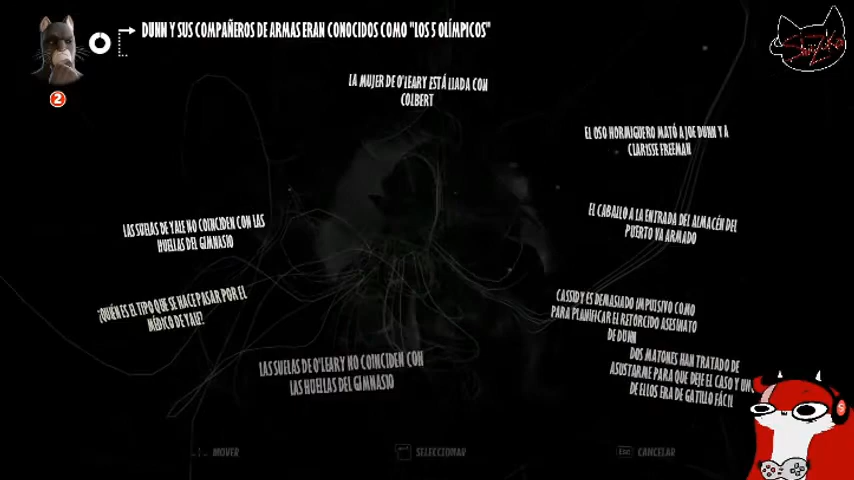 DUNN Y SUS COMPAÑEROS DE ARMAS ERAN CONOCIDOS COMO "LOS 5 OLÍMPICOS"
2
LA MUJER DE O'LEARY ESTÁ LIADA CON
COLBERT
EL OSO HORMIGUERO MATÓ A JOE DUNN Y A
CLARISSE FREEMAN
EL CABALLO A LA ENTRADA DEL ALMACÉN DEL
PUERTO VA ARMADO
LAS SUELAS DE YALE NO COINCIDEN CON LAS
HUELLAS DEL GIMNASIO
¿QUIÉN ES EL TIPO QUE SE HACE PASAR POR EL
MÉDICO DE YALE?
CASSIDY ES DEMASIADO IMPULSIVO COMO
PARA PLANIFICAR EL RETORCIDO ASESINATO
DE DUNN
LAS SUELAS DE O'LEARY NO COINCIDEN CON
LAS HUELLAS DEL GIMNASIO
DOS MATONES HAN TRATADO DE
ASUSTARME PARA QUE DEJE EL CASO Y UNO
DE ELLOS ERA DE GATILLO FÁCIL
MOVER
SELECCIONAR
ESC CANCELAR